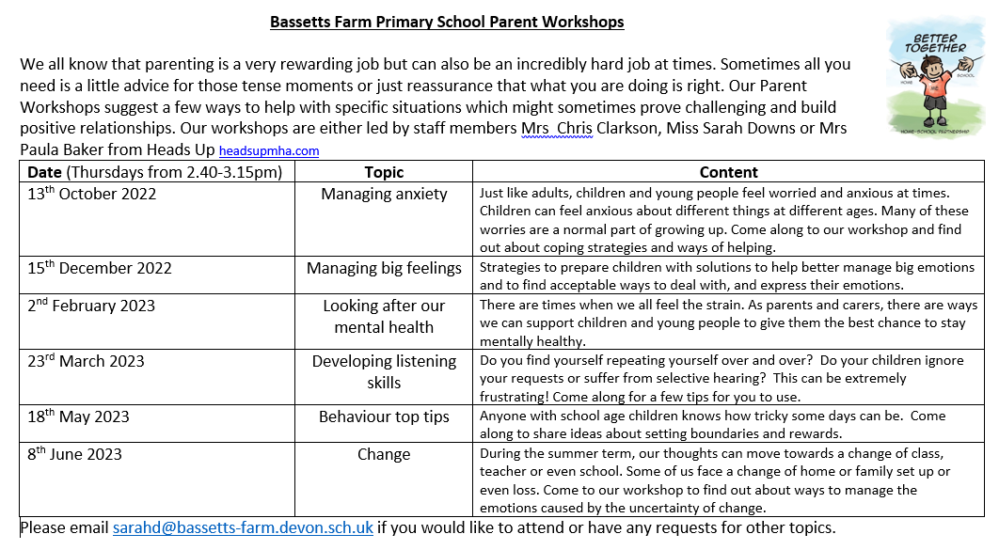 Bassetts Farm Primary School Parent Workshops
BETTER
TOGETHER
HOME
SCHOOL
ME
HOME-SCHOOL PARTNERSHIP
We all know that parenting is a very rewarding job but can also be an incredibly hard job at times. Sometimes all you
need is a little advice for those tense moments or just reassurance that what you are doing is right. Our Parent
Workshops suggest a few ways to help with specific situations which might sometimes prove challenging and build
positive relationships. Our workshops are either led by staff members Mrs Chris Clarkson, Miss Sarah Downs or Mrs
Paula Baker from Heads Up headsupmha.com
Date (Thursdays from 2.40-3.15pm) Topic Content
13th October 2022 Managing anxiety Just like adults, children and young people feel worried and anxious at times.
Children can feel anxious about different things at different ages. Many of these
worries are a normal part of growing up. Come along to our workshop and find
out about coping strategies and ways of helping.
15th December 2022 Managing big feelings Strategies to prepare children with solutions to help better manage big emotions
and to find acceptable ways to deal with, and express their emotions.
2nd February 2023 Looking after our There are times when we all feel the strain. As parents and carers, there are ways
mental health we can support children and young people to give them the best chance to stay
mentally healthy.
23rd March 2023 Developing listening Do you find yourself repeating yourself over and over? Do your children ignore
skills your requests or suffer from selective hearing? This can be extremely
frustrating! Come along for a few tips for you to use.
18th May 2023 Behaviour top tips Anyone with school age children knows how tricky some days can be. Come
along to share ideas about setting boundaries and rewards.
8th June 2023 Change During the summer term, our thoughts can move towards a change of class,
teacher or even school. Some of us face a change of home or family set up or
even loss. Come to our workshop to find out about ways to manage the
emotions caused by the uncertainty of change.
Please email sarahd@bassetts-farm.devon.sch.uk if you would like to attend or have any requests for other topics.